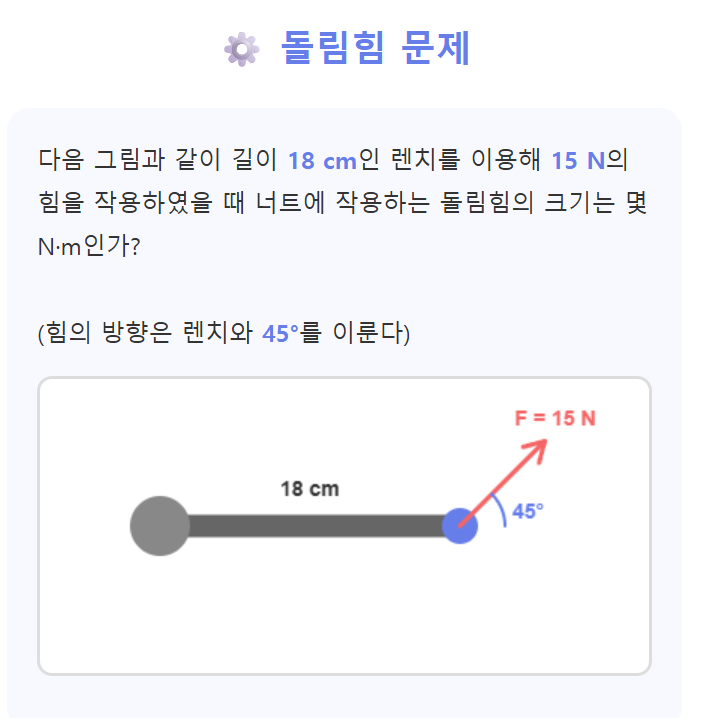 돌림힘 문제
다음 그림과 같이 길이 18 cm인 렌치를 이용해 15 N의
힘을 작용하였을 때 너트에 작용하는 돌림힘의 크기는 몇
N·m인가?
(힘의 방향은 렌치와 45°를 이룬다)
F = 15 N
18 cm
45°